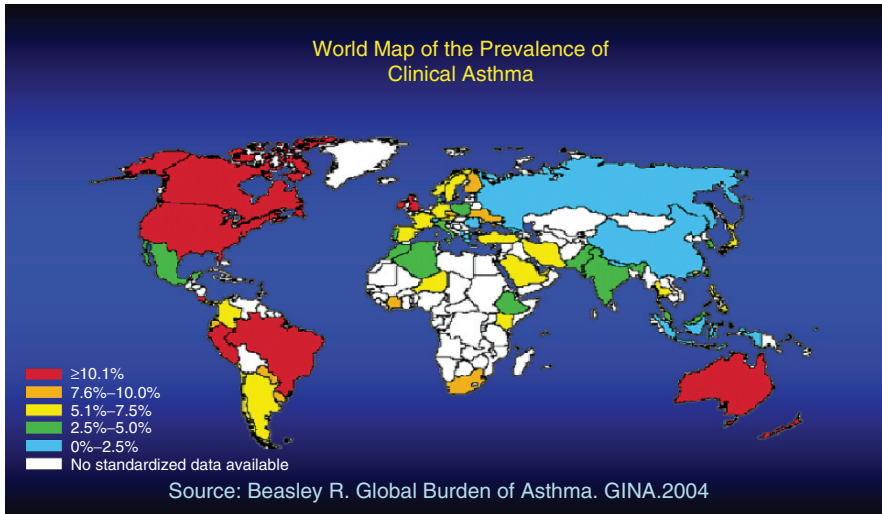 World Map of the Prevalence of
Clinical Asthma
≥10.1%
7.6%–10.0%
5.1%–7.5%
2.5%–5.0%
0%–2.5%
No standardized data available
Source: Beasley R. Global Burden of Asthma. GINA.2004